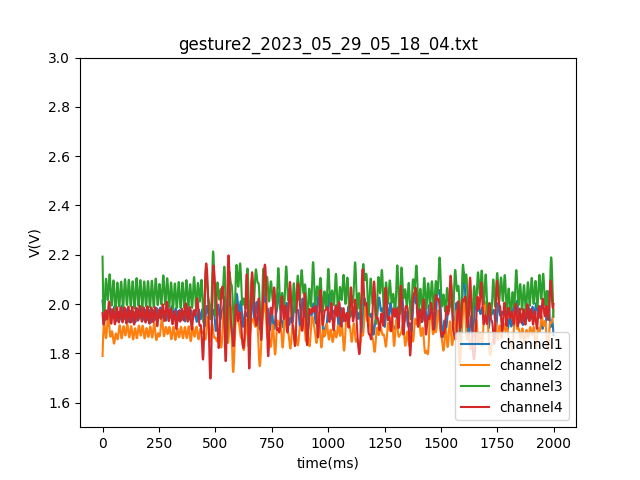 gesture2_2023_05_29_05_18_04.txt
V(V)
3.0
2.8
2.6
2.4
2.2
2.0
1.8
1.6
channel1
channel2
channel3
channel4
0 250 500 750 1000 1250 1500 1750 2000
time(ms)